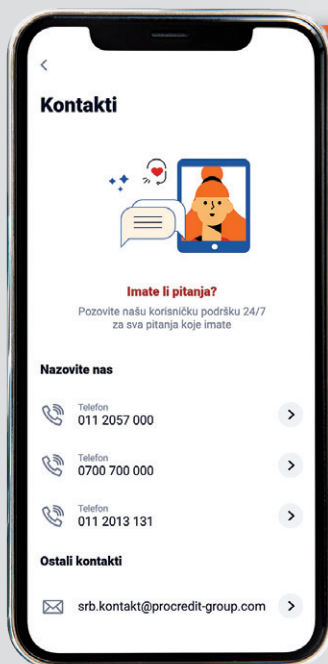 Kontakti
Imate li pitanja?
Pozovite našu korisničku podršku 24/7
za sva pitanja koje imate
Nazovite nas
Telefon
011 2057 000
Telefon
0700 700 000
Telefon
011 2013 131
Ostali kontakti
srb.kontakt@procredit-group.com